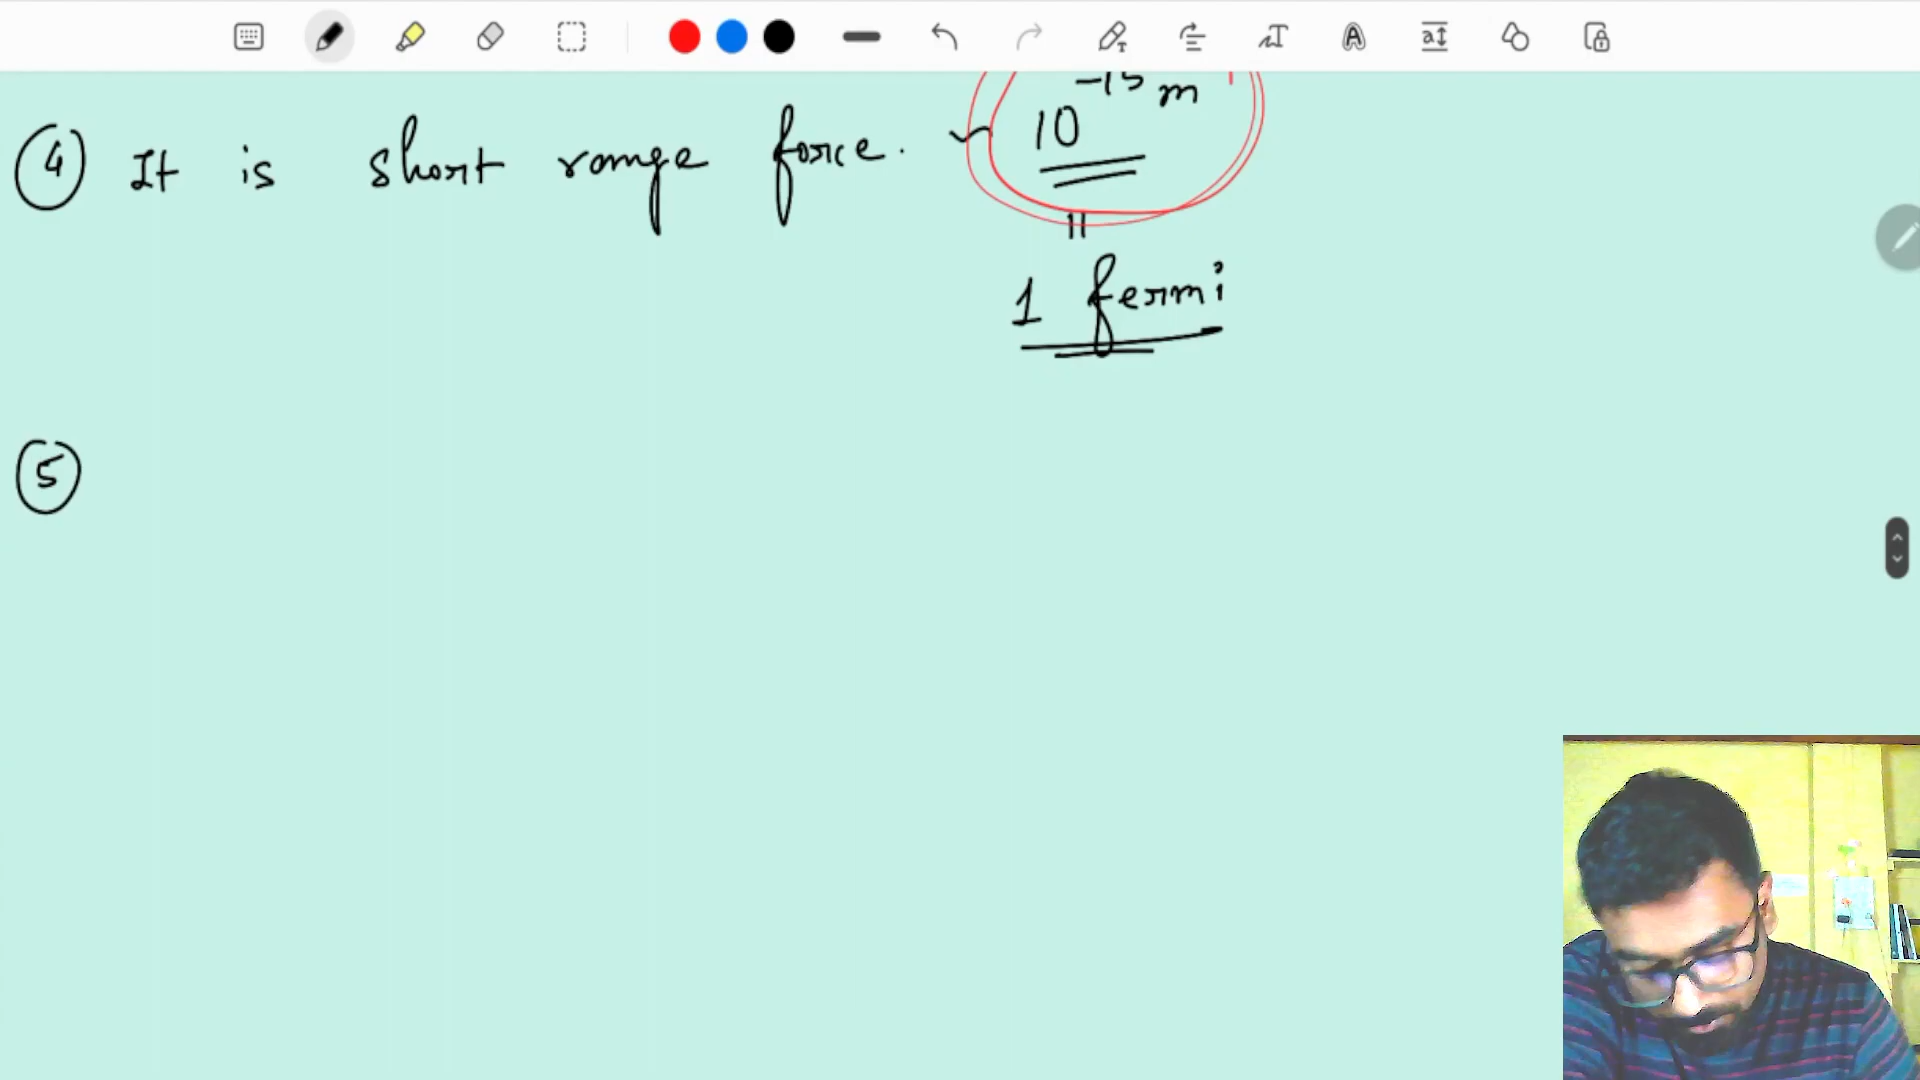 ④ It is short range force. ~ 10⁻¹⁵ m
=
1 fermi
⑤